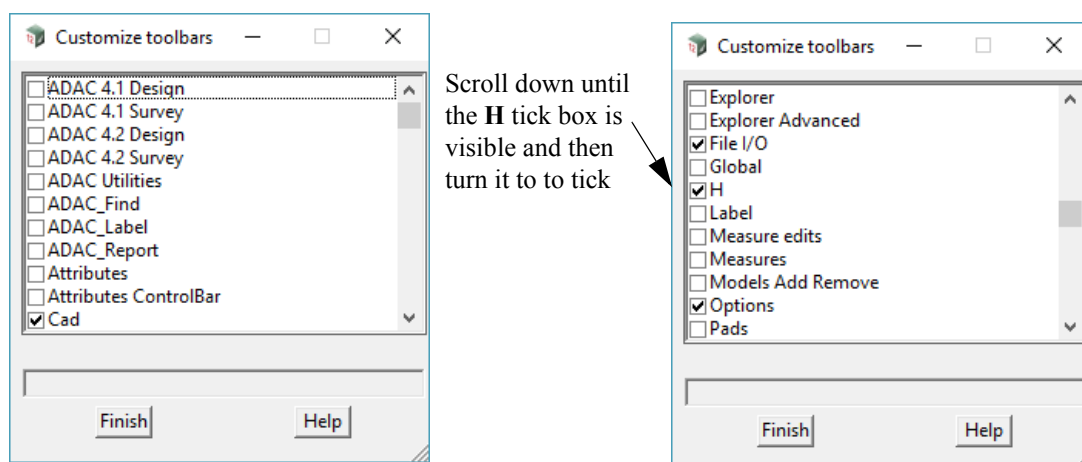 Customize toolbars
ADAC 4.1 Design
ADAC 4.1 Survey
ADAC 4.2 Design
ADAC 4.2 Survey
ADAC Utilities
ADAC_Find
ADAC_Label
ADAC_Report
Attributes
Attributes ControlBar
Cad
Finish Help
Scroll down until
the H tick box is
visible and then
turn it to to tick
Customize toolbars
Explorer
Explorer Advanced
File I/O
Global
H
Label
Measure edits
Measures
Models Add Remove
Options
Pads
Finish Help